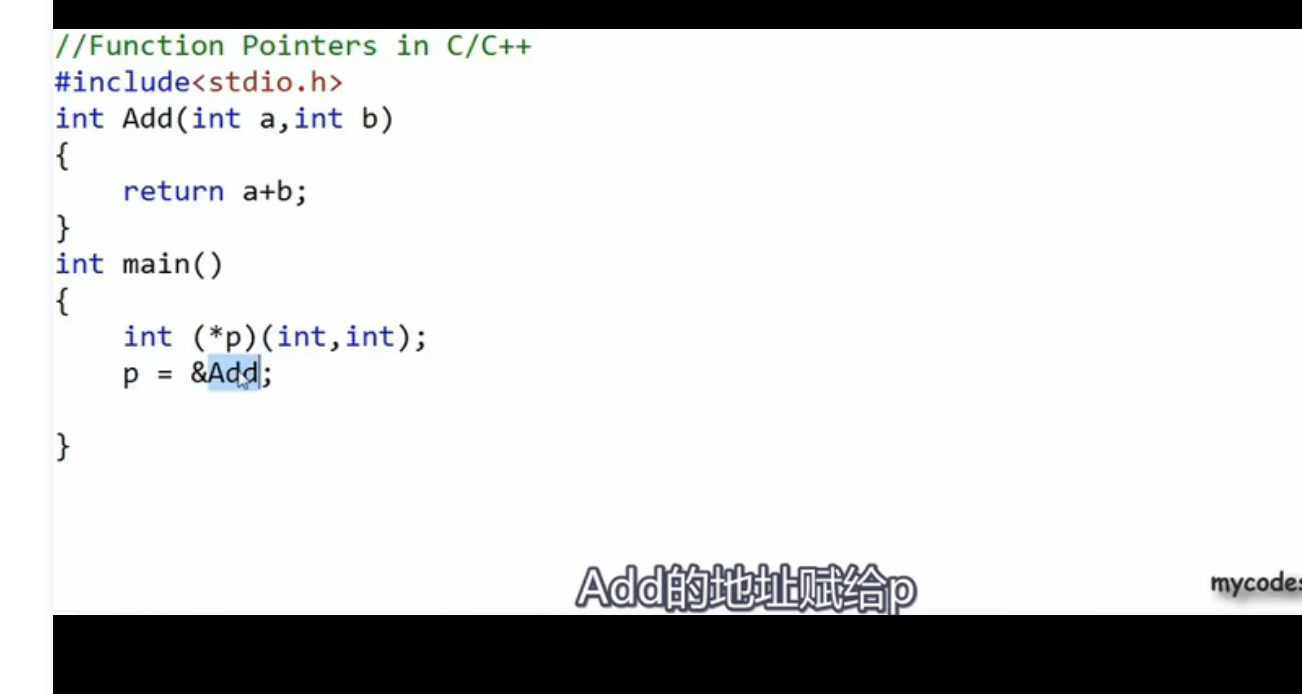 //Function Pointers in C/C++
#include<stdio.h>
int Add(int a,int b)
{
    return a+b;
}
int main()
{
    int (*p)(int,int);
    p = &Add;
}
Add的地址赋给p
mycodes